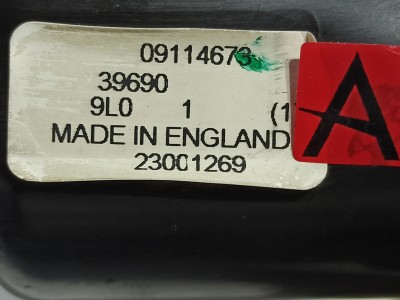 09114673
39690
9L0 1 (1
MADE IN ENGLAND
23001269
A